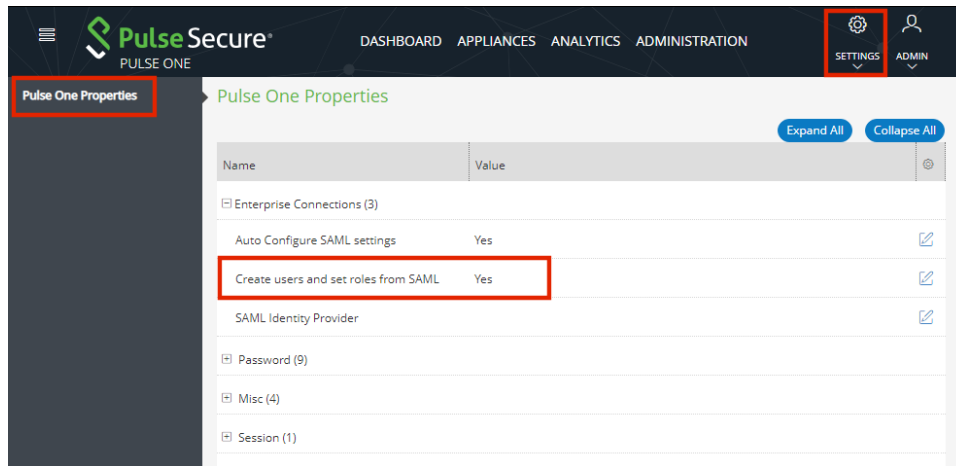 Pulse Secure®
PULSE ONE
DASHBOARD APPLIANCES ANALYTICS ADMINISTRATION
SETTINGS ADMIN
Pulse One Properties
Pulse One Properties
Expand All Collapse All
Name Value
Enterprise Connections (3)
Auto Configure SAML settings Yes
Create users and set roles from SAML Yes
SAML Identity Provider
Password (9)
Misc (4)
Session (1)